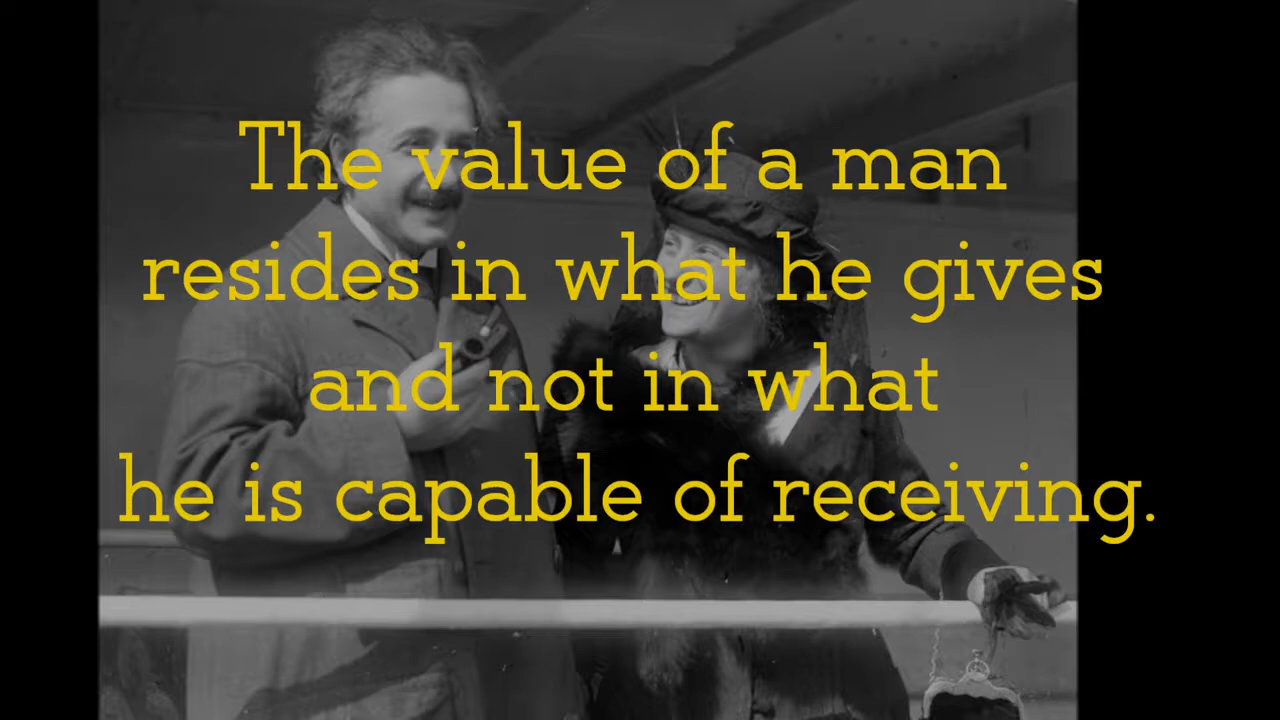 The value of a man
resides in what he gives
and not in what
he is capable of receiving.